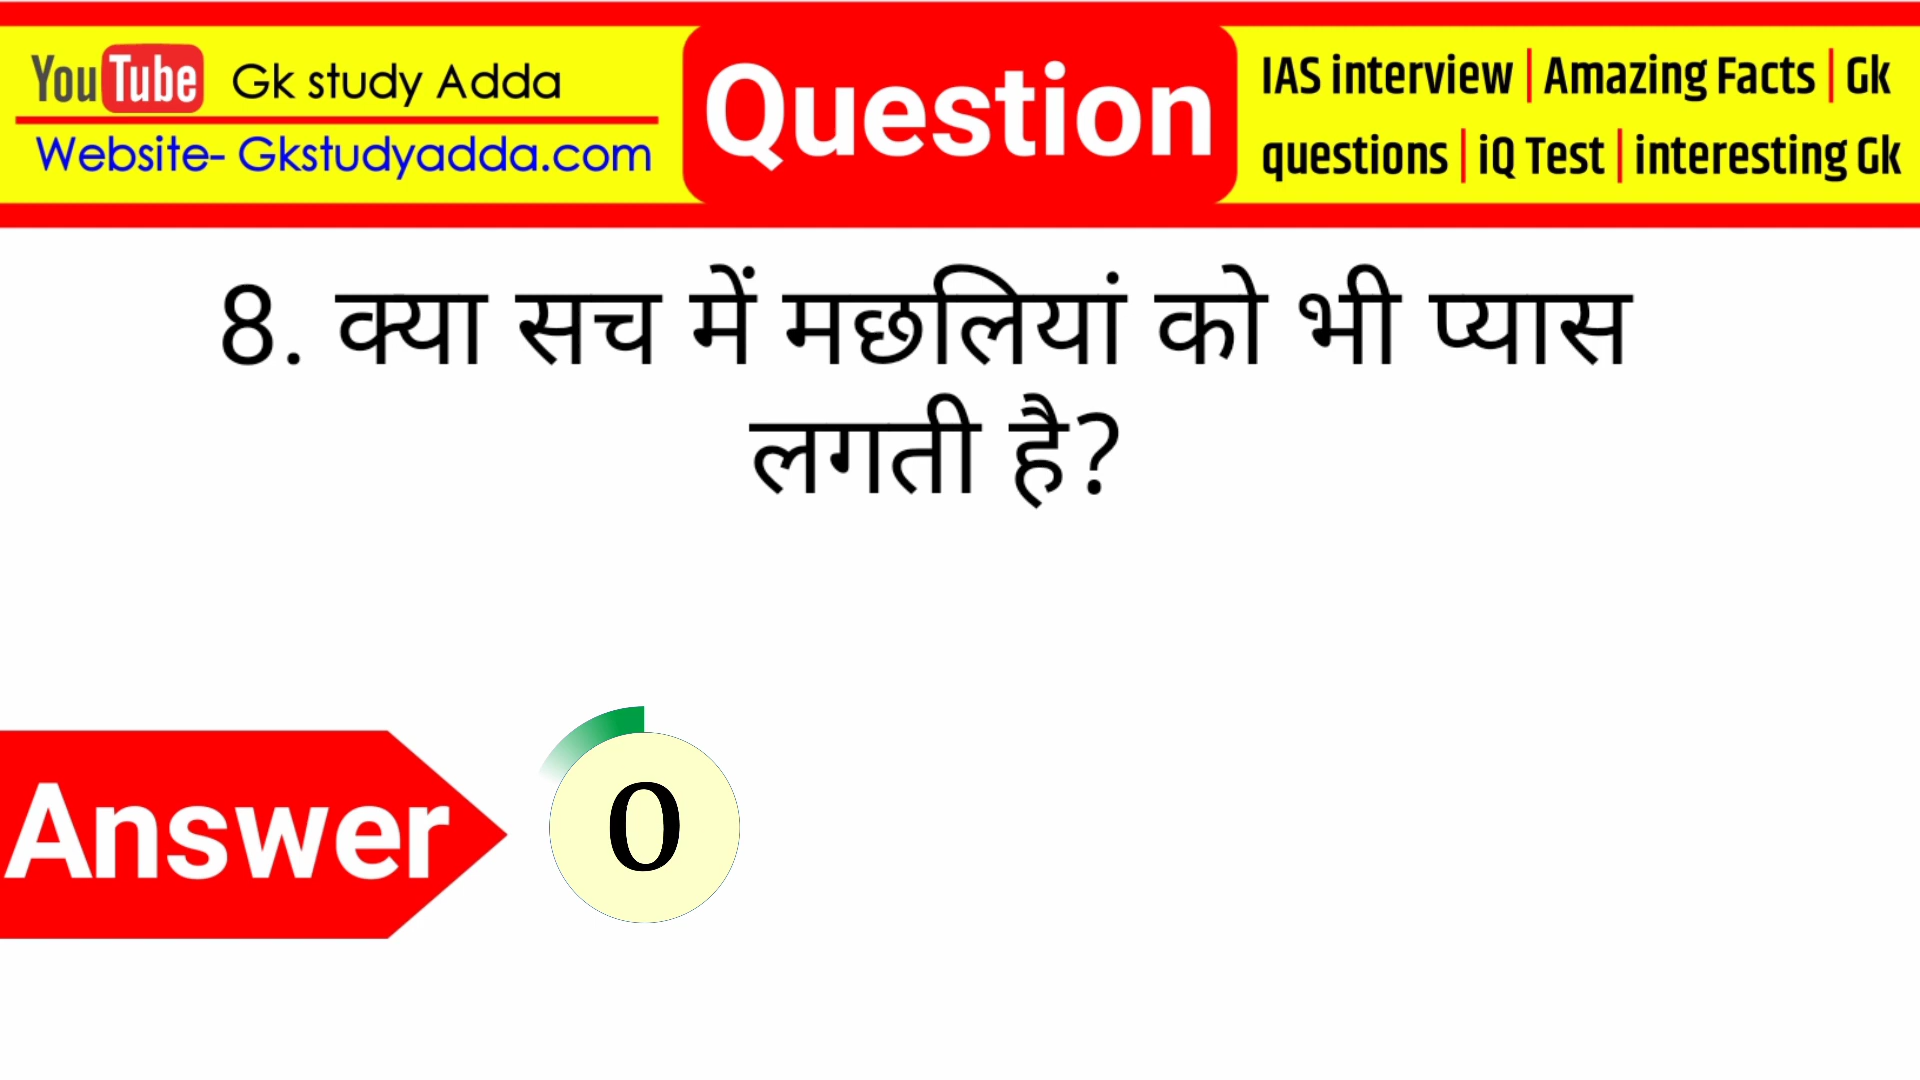 YouTube Gk study Adda
Website- Gkstudyadda.com
Question
IAS interview | Amazing Facts | Gk
questions | iQ Test | interesting Gk
8. क्या सच में मछलियां को भी प्यास
लगती है?
Answer
0